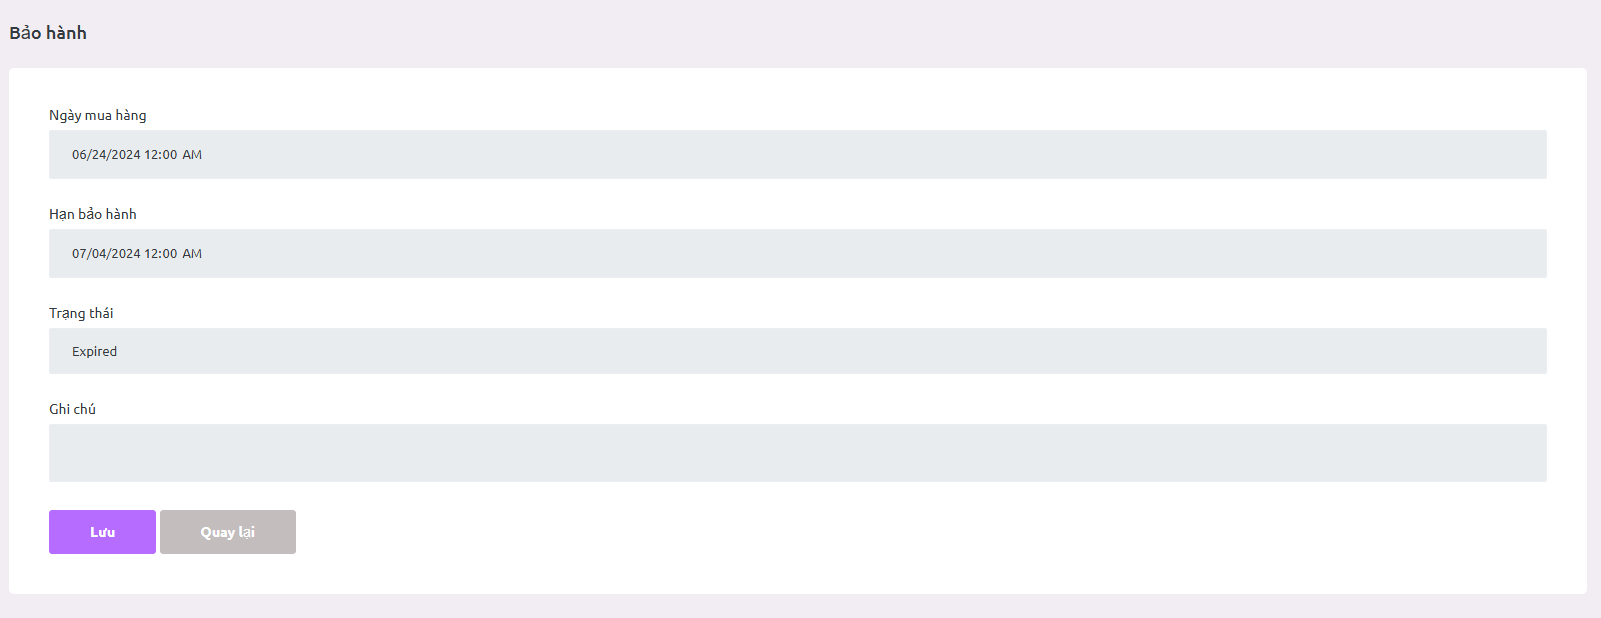 Bảo hành
Ngày mua hàng
06/24/2024 12:00 AM
Hạn bảo hành
07/04/2024 12:00 AM
Trạng thái
Expired
Ghi chú
Lưu
Quay lại